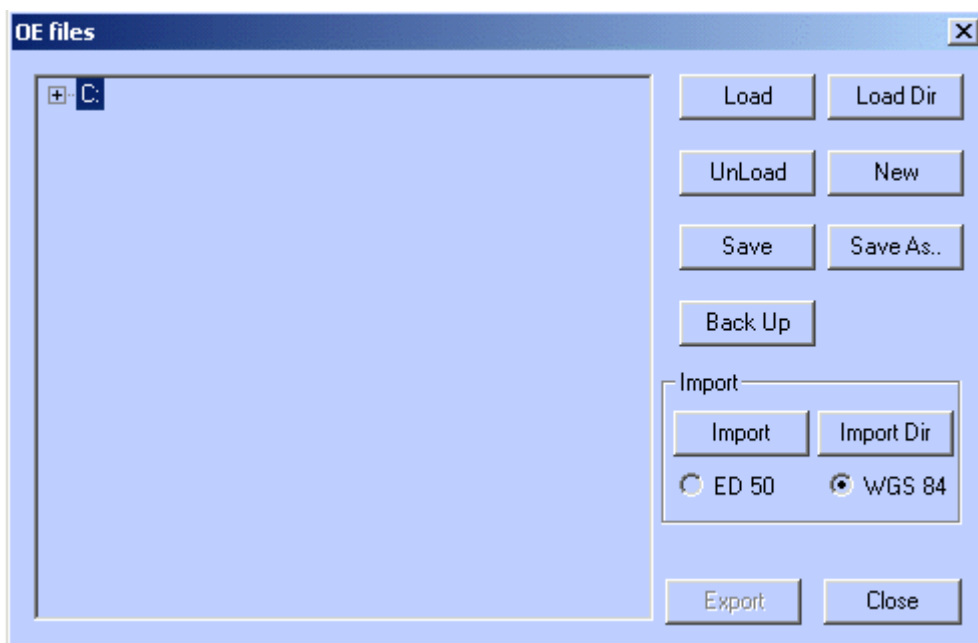 OE files
C:
Load Load Dir
UnLoad New
Save Save As..
Back Up
Import
Import Import Dir
ED 50 WGS 84
Export Close